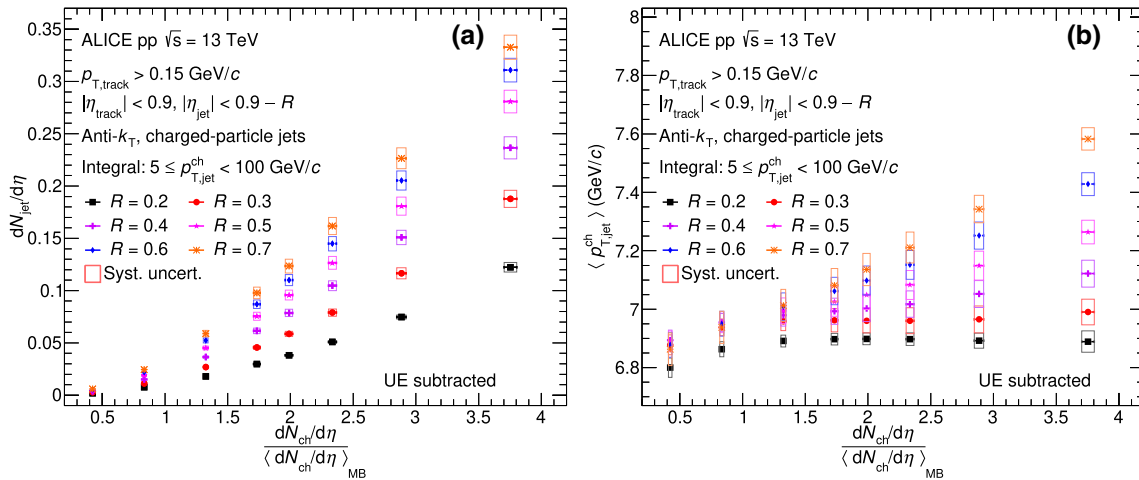 (a)
ALICE pp √s = 13 TeV
p_T,track > 0.15 GeV/c
|η_track| < 0.9, |η_jet| < 0.9 − R
Anti-k_T, charged-particle jets
Integral: 5 ≤ p^ch_T,jet < 100 GeV/c
R = 0.2 R = 0.3
R = 0.4 R = 0.5
R = 0.6 R = 0.7
Syst. uncert.
UE subtracted
dN_jet/dη
0.35
0.3
0.25
0.2
0.15
0.1
0.05
0
0.5 1 1.5 2 2.5 3 3.5 4
dN_ch/dη
⟨ dN_ch/dη ⟩_MB
(b)
ALICE pp √s = 13 TeV
p_T,track > 0.15 GeV/c
|η_track| < 0.9, |η_jet| < 0.9 − R
Anti-k_T, charged-particle jets
Integral: 5 ≤ p^ch_T,jet < 100 GeV/c
R = 0.2 R = 0.3
R = 0.4 R = 0.5
R = 0.6 R = 0.7
Syst. uncert.
UE subtracted
⟨ p^ch_T,jet ⟩ (GeV/c)
8
7.8
7.6
7.4
7.2
7
6.8
0.5 1 1.5 2 2.5 3 3.5 4
dN_ch/dη
⟨ dN_ch/dη ⟩_MB